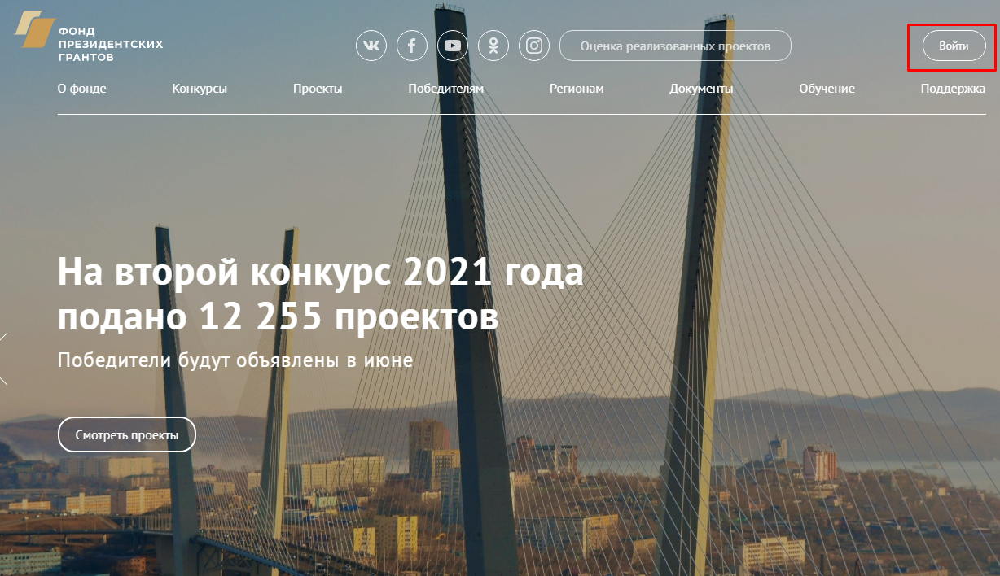 ФОНД
ПРЕЗИДЕНТСКИХ
ГРАНТОВ
Оценка реализованных проектов
Войти
О фонде
Конкурсы
Проекты
Победителям
Регионам
Документы
Обучение
Поддержка
На второй конкурс 2021 года
подано 12 255 проектов
Победители будут объявлены в июне
Смотреть проекты